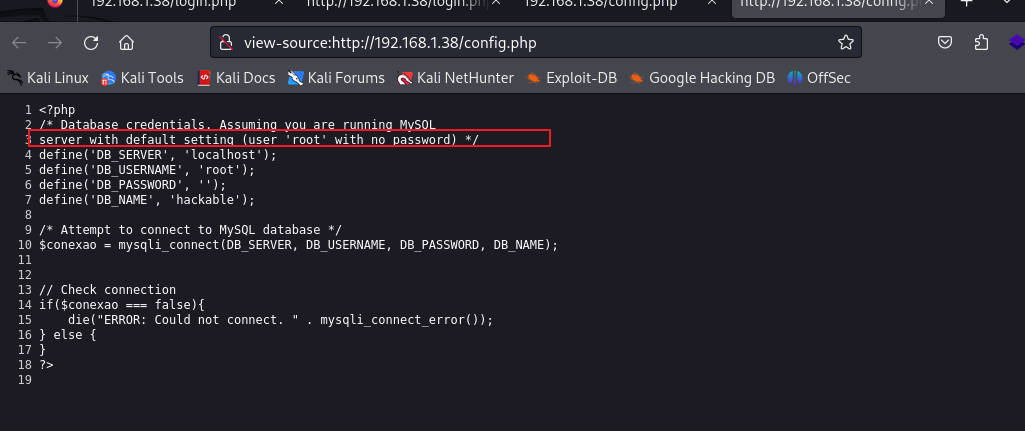 192.168.1.38/login.php http://192.168.1.38/login.ph 192.168.1.38/config.php http://192.168.1.38/config.p
view-source:http://192.168.1.38/config.php
Kali Linux Kali Tools Kali Docs Kali Forums Kali NetHunter Exploit-DB Google Hacking DB OffSec
1 <?php
2 /* Database credentials. Assuming you are running MySQL
3 server with default setting (user 'root' with no password) */
4 define('DB_SERVER', 'localhost');
5 define('DB_USERNAME', 'root');
6 define('DB_PASSWORD', '');
7 define('DB_NAME', 'hackable');
8
9 /* Attempt to connect to MySQL database */
10 $conexao = mysqli_connect(DB_SERVER, DB_USERNAME, DB_PASSWORD, DB_NAME);
11
12
13 // Check connection
14 if($conexao === false){
15     die("ERROR: Could not connect. " . mysqli_connect_error());
16 } else {
17 }
18 ?>
19